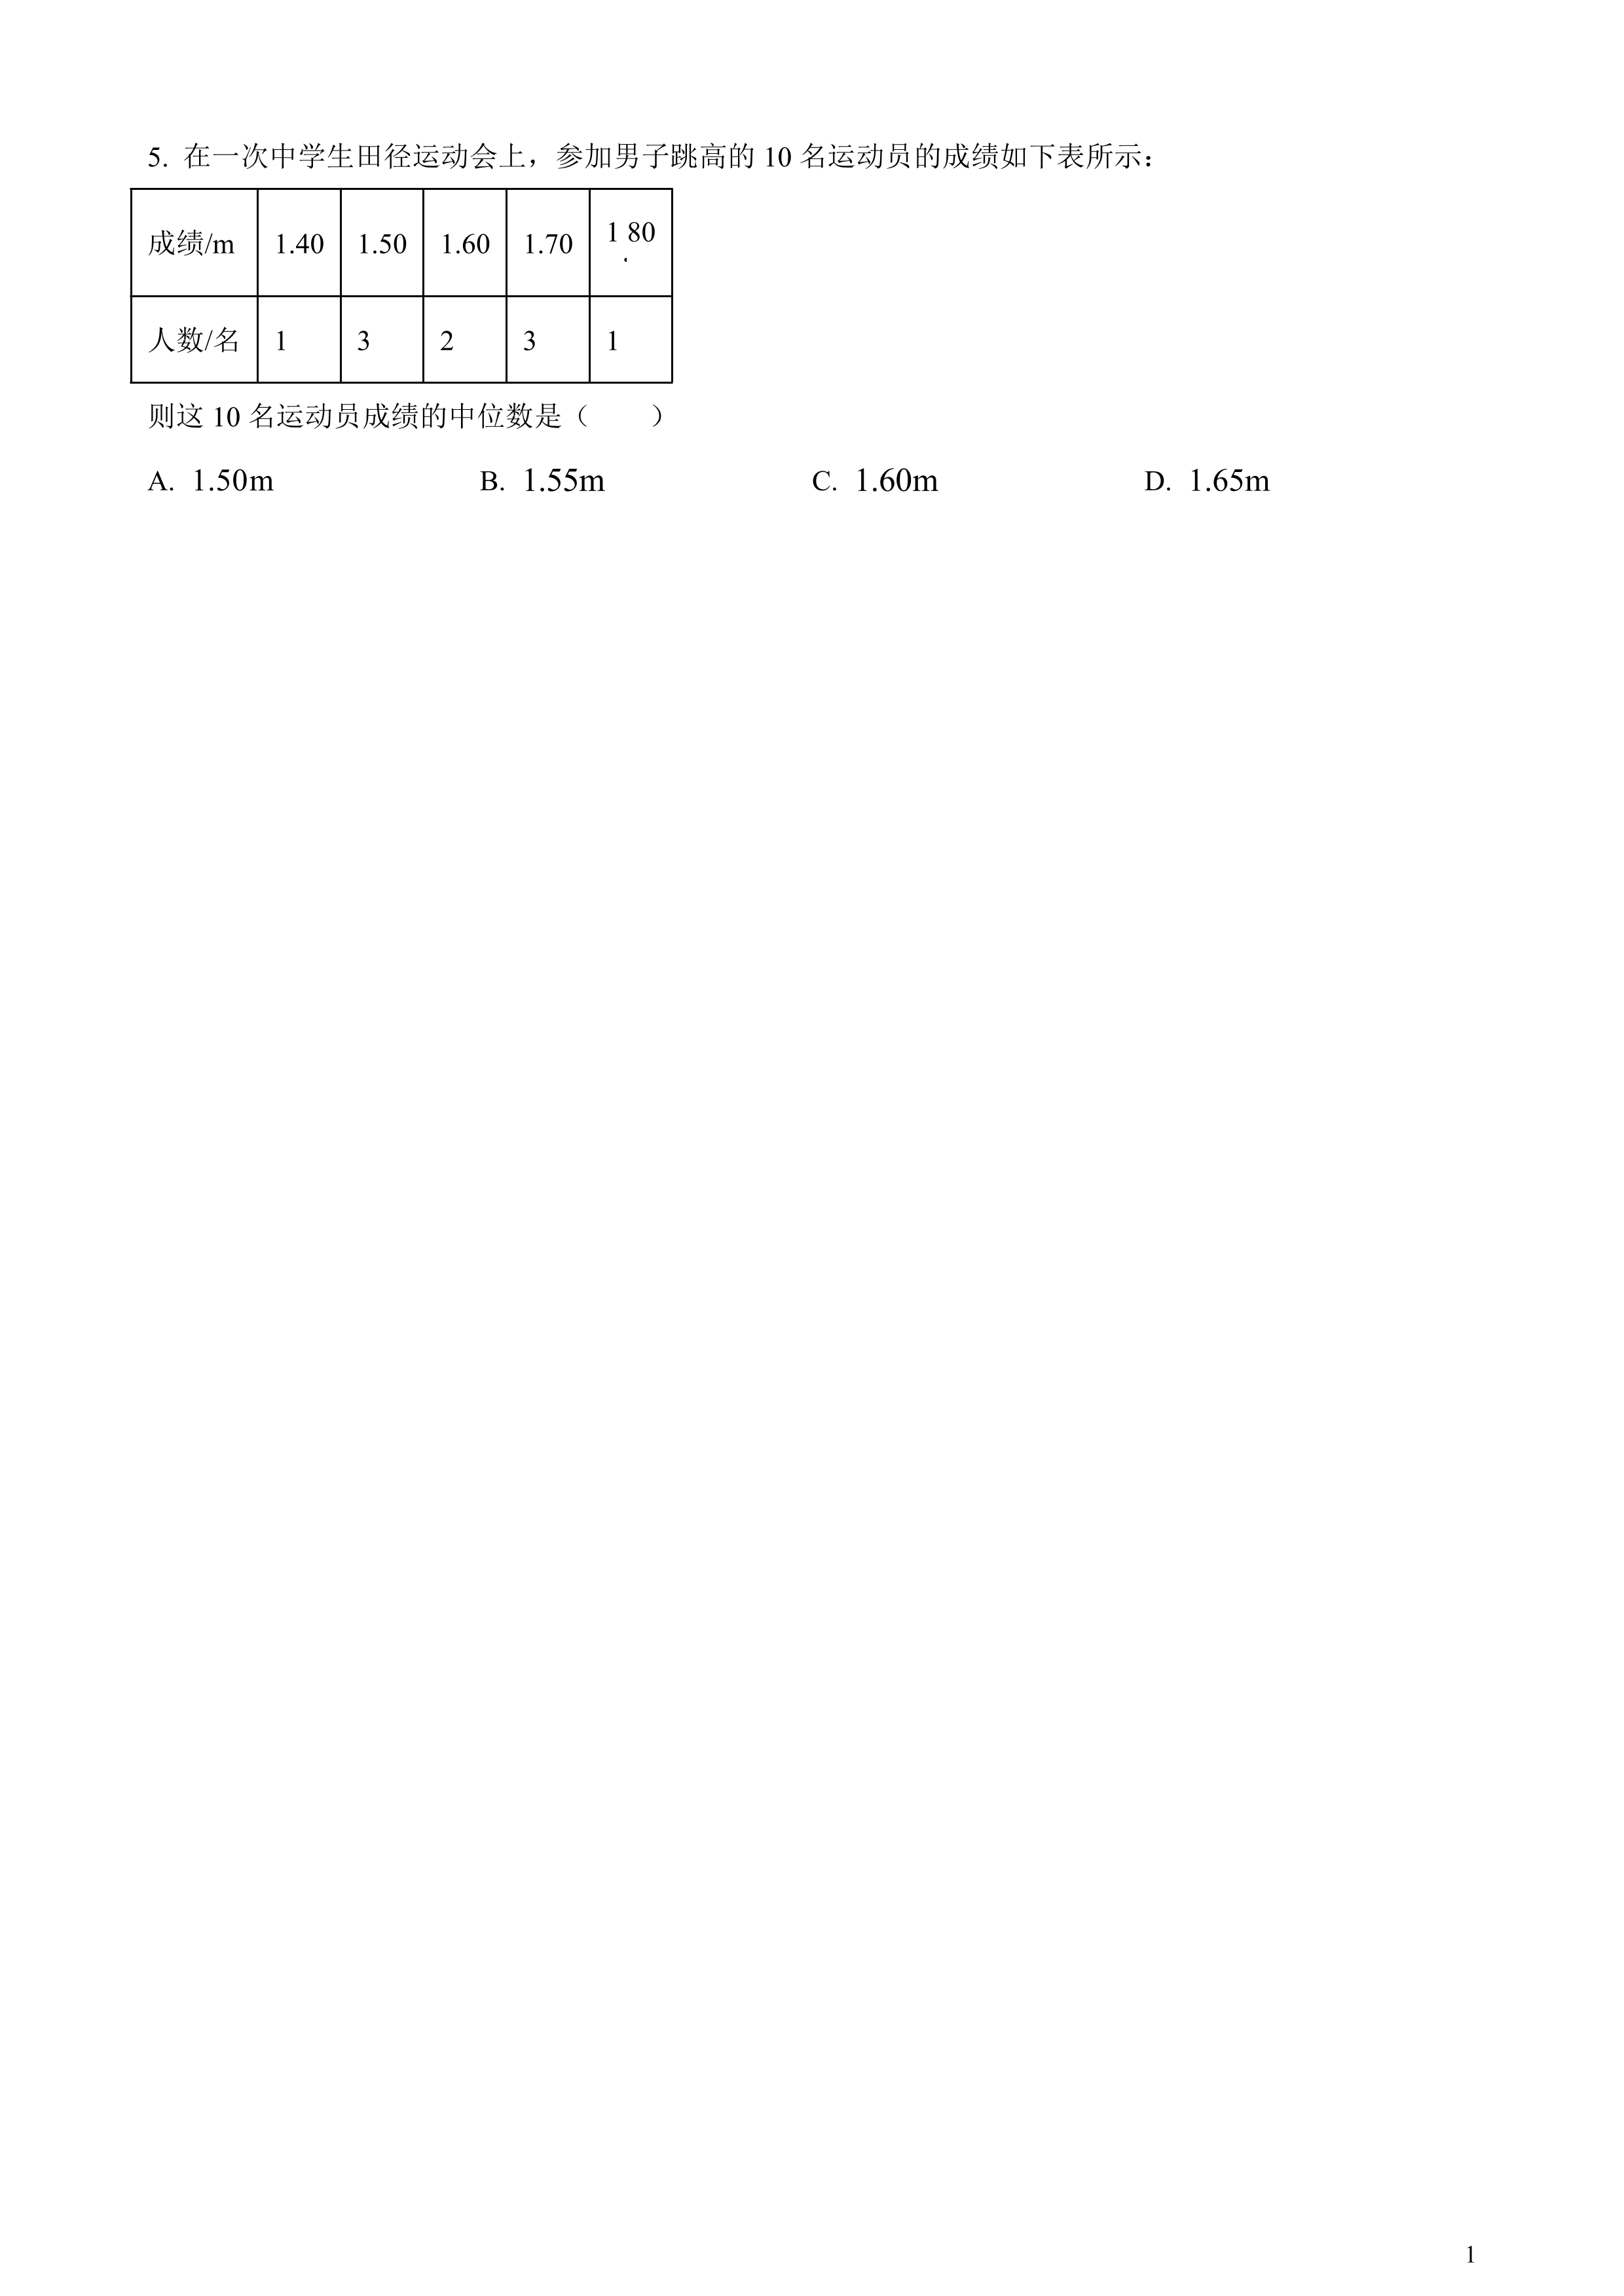 5. 在一次中学生田径运动会上，参加男子跳高的 10 名运动员的成绩如下表所示：
成绩/m 1.40 1.50 1.60 1.70 1.80
人数/名 1 3 2 3 1
则这 10 名运动员成绩的中位数是（  ）
A. 1.50m B. 1.55m C. 1.60m D. 1.65m
1